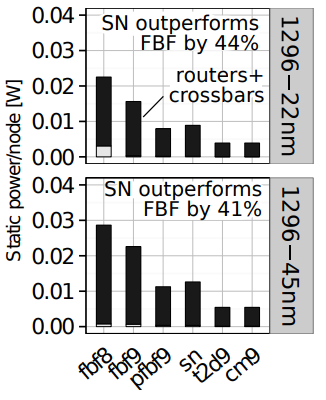 0.04
0.03
0.02
0.01
0.00
SN outperforms
FBF by 44%
routers+
crossbars
1296−22nm
Static power/node [W]
0.04
0.03
0.02
0.01
0.00
SN outperforms
FBF by 41%
1296−45nm
fbf8
fbf9
pfbf9
sn
t2d9
cm9